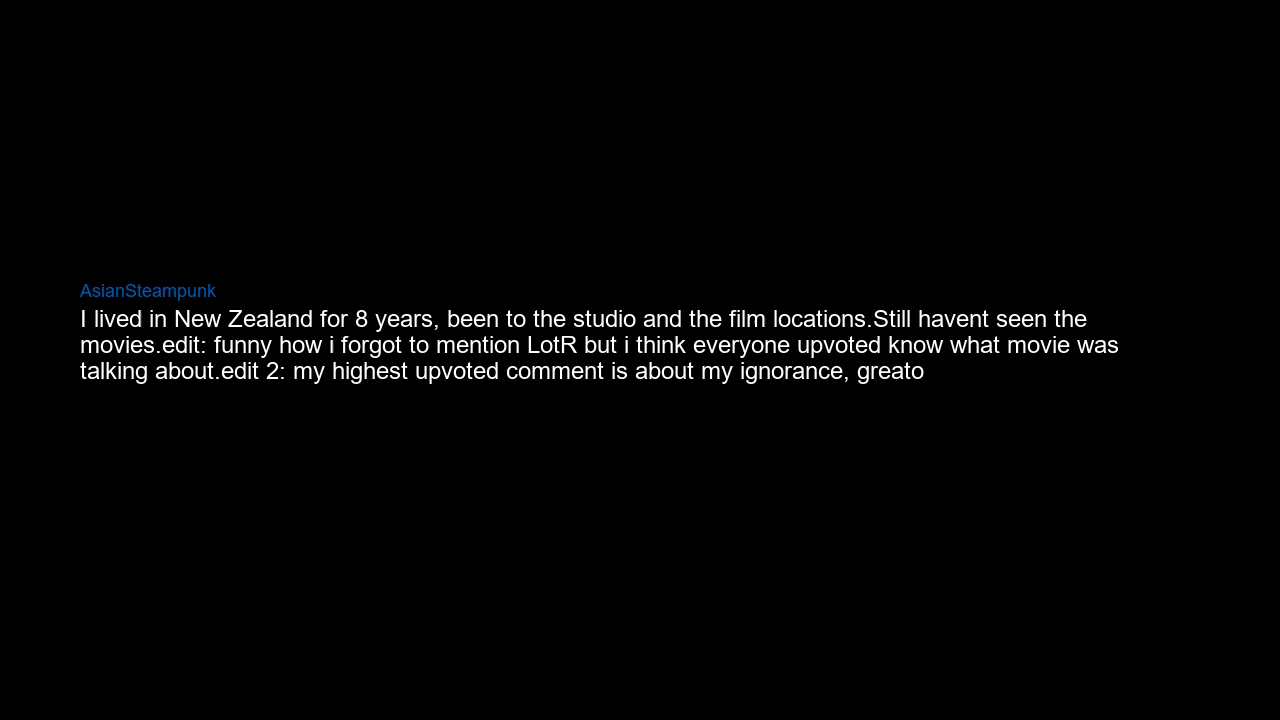 AsianSteampunk
I lived in New Zealand for 8 years, been to the studio and the film locations.Still havent seen the
movies.edit: funny how i forgot to mention LotR but i think everyone upvoted know what movie was
talking about.edit 2: my highest upvoted comment is about my ignorance, greato